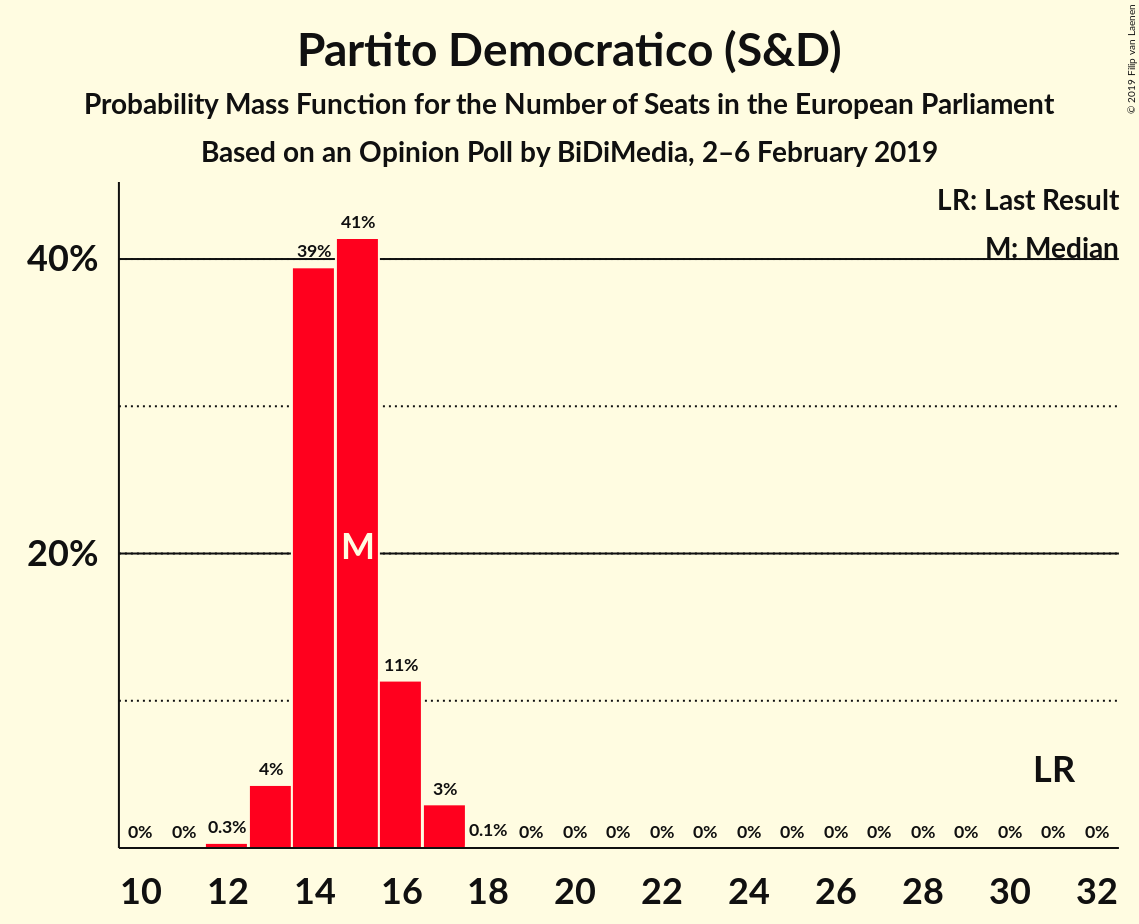 © 2019 Filip van Laenen
Partito Democratico (S&D)
Probability Mass Function for the Number of Seats in the European Parliament
Based on an Opinion Poll by BiDiMedia, 2–6 February 2019
LR: Last Result
M: Median
40%
20%
0% 0% 0.3% 4% 39% 41% 11% 3% 0.1% 0% 0% 0% 0% 0% 0% 0% 0% 0% 0% 0% 0% 0% 0%
M
LR
10 12 14 16 18 20 22 24 26 28 30 32